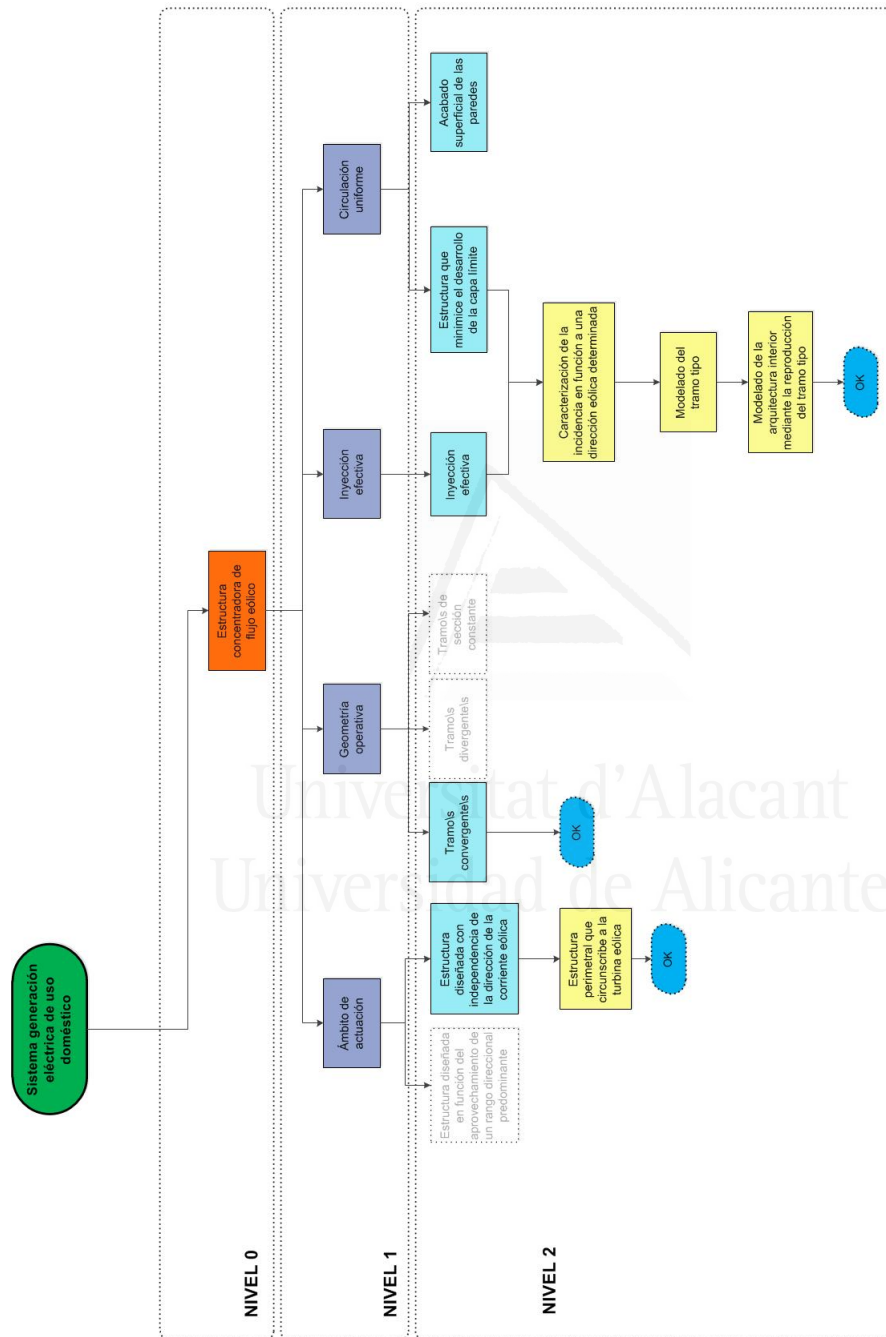 Sistema generación
eléctrica de uso
doméstico
NIVEL 0
Estructura
concentradora de
flujo eólico
NIVEL 1
Ámbito de
actuación
Geometría
operativa
Inyección
efectiva
Circulación
uniforme
NIVEL 2
Estructura diseñada
en función del
aprovechamiento de
un rango direccional
predominante
Estructura
diseñada con
independencia de
la dirección de la
corriente eólica
Tramo\s
convergente\s
Tramo\s
divergente\s
Tramo\s de
sección
constante
Inyección
efectiva
Estructura que
minimice el desarrollo
de la capa límite
Acabado
superficial de las
paredes
Estructura
perimetral que
circunscribe a la
turbina eólica
OK
OK
Caracterización de la
incidencia en función a una
dirección eólica determinada
Modelado del
tramo tipo
Modelado de la
arquitectura interior
mediante la reproducción
del tramo tipo
OK
Universitat d'Alacant
Universidad de Alicante